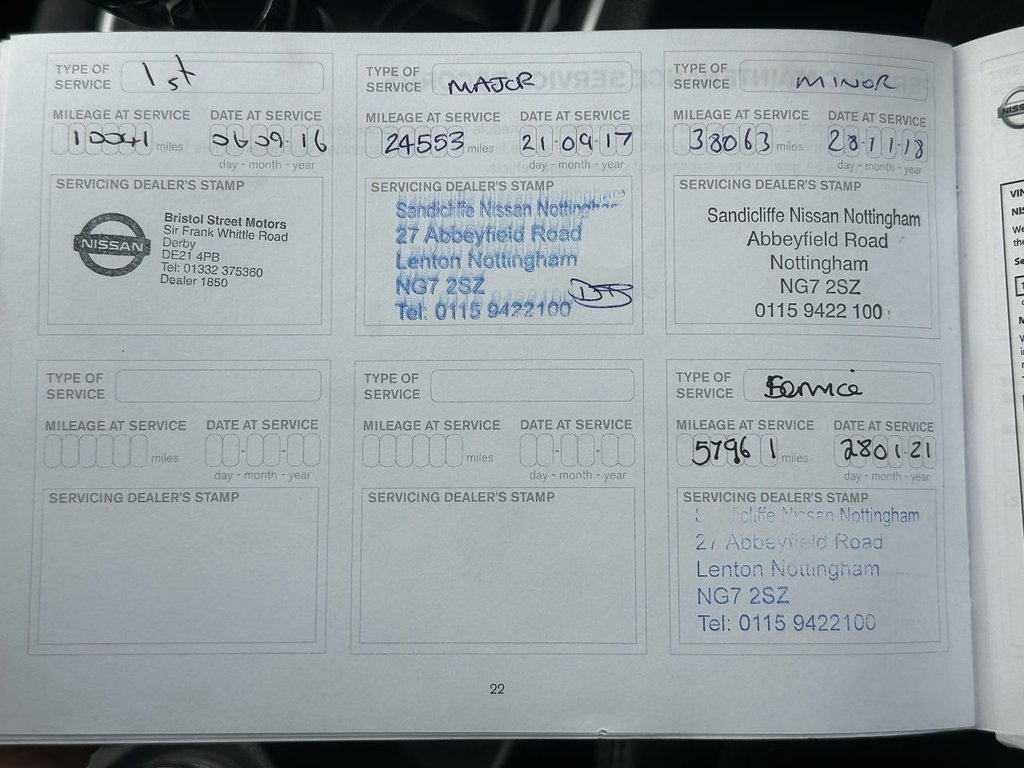 TYPE OF SERVICE 1st
MILEAGE AT SERVICE DATE AT SERVICE
10041 miles 06 09 16
day - month - year
SERVICING DEALER'S STAMP
NISSAN
Bristol Street Motors
Sir Frank Whittle Road
Derby
DE21 4PB
Tel: 01332 375360
Dealer 1850
TYPE OF SERVICE MAJOR
MILEAGE AT SERVICE DATE AT SERVICE
24553 miles 21-09-17
day - month - year
SERVICING DEALER'S STAMP
Sandicliffe Nissan Nottingham
27 Abbeyfield Road
Lenton Nottingham
NG7 2SZ
Tel: 0115 9422100
TYPE OF SERVICE MINOR
MILEAGE AT SERVICE DATE AT SERVICE
38063 miles 28-11-18
day - month - year
SERVICING DEALER'S STAMP
Sandicliffe Nissan Nottingham
Abbeyfield Road
Nottingham
NG7 2SZ
0115 9422 100
TYPE OF SERVICE
MILEAGE AT SERVICE DATE AT SERVICE
miles
day - month - year
SERVICING DEALER'S STAMP
TYPE OF SERVICE
MILEAGE AT SERVICE DATE AT SERVICE
miles
day - month - year
SERVICING DEALER'S STAMP
TYPE OF SERVICE Service
MILEAGE AT SERVICE DATE AT SERVICE
57961 miles 28 01-21
day - month - year
SERVICING DEALER'S STAMP
Nissan Nottingham
27 Abbeyfield Road
Lenton Nottingham
NG7 2SZ
Tel: 0115 9422100
22